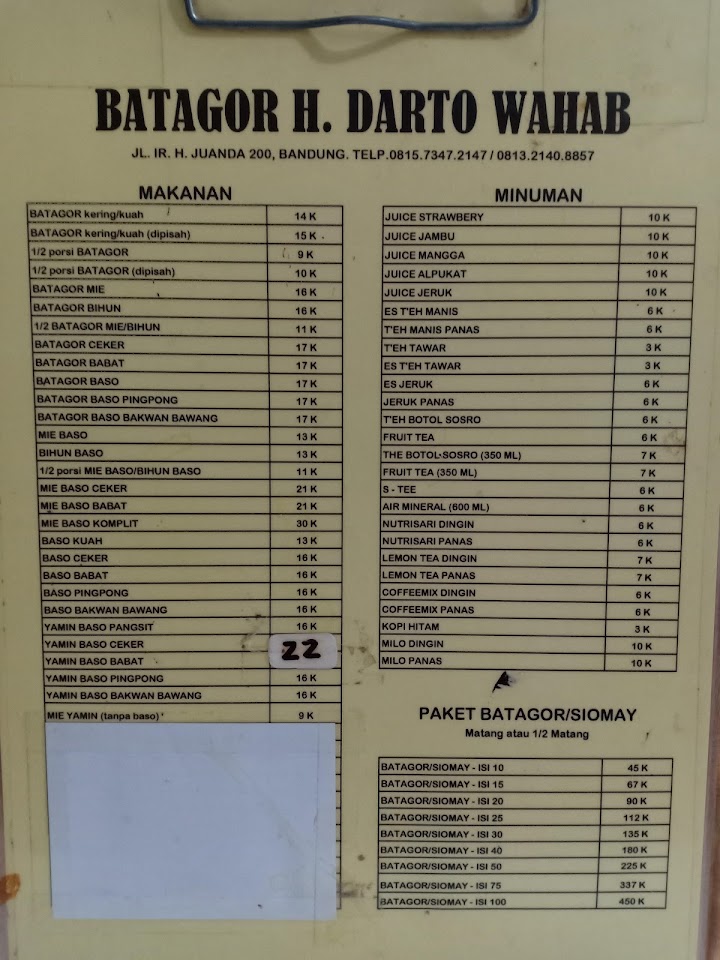 BATAGOR H. DARTO WAHAB
JL. IR. H. JUANDA 200, BANDUNG. TELP.0815.7347.2147 / 0813.2140.8857
MAKANAN
BATAGOR kering/kuah 14 K
BATAGOR kering/kuah (dipisah) 15 K
1/2 porsi BATAGOR 9 K
1/2 porsi BATAGOR (dipisah) 10 K
BATAGOR MIE 16 K
BATAGOR BIHUN 16 K
1/2 BATAGOR MIE/BIHUN 11 K
BATAGOR CEKER 17 K
BATAGOR BABAT 17 K
BATAGOR BASO 17 K
BATAGOR BASO PINGPONG 17 K
BATAGOR BASO BAKWAN BAWANG 17 K
MIE BASO 13 K
BIHUN BASO 13 K
1/2 porsi MIE BASO/BIHUN BASO 11 K
MIE BASO CEKER 21 K
MIE BASO BABAT 21 K
MIE BASO KOMPLIT 30 K
BASO KUAH 13 K
BASO CEKER 16 K
BASO BABAT 16 K
BASO PINGPONG 16 K
BASO BAKWAN BAWANG 16 K
YAMIN BASO PANGSIT 16 K
YAMIN BASO CEKER 22
YAMIN BASO BABAT
YAMIN BASO PINGPONG 16 K
YAMIN BASO BAKWAN BAWANG 16 K
MIE YAMIN (tanpa baso) 9 K
MINUMAN
JUICE STRAWBERY 10 K
JUICE JAMBU 10 K
JUICE MANGGA 10 K
JUICE ALPUKAT 10 K
JUICE JERUK 10 K
ES T'EH MANIS 6 K
T'EH MANIS PANAS 6 K
T'EH TAWAR 3 K
ES T'EH TAWAR 3 K
ES JERUK 6 K
JERUK PANAS 6 K
T'EH BOTOL SOSRO 6 K
FRUIT TEA 6 K
THE BOTOL SOSRO (350 ML) 7 K
FRUIT TEA (350 ML) 7 K
S - TEE 6 K
AIR MINERAL (600 ML) 6 K
NUTRISARI DINGIN 6 K
NUTRISARI PANAS 6 K
LEMON TEA DINGIN 7 K
LEMON TEA PANAS 7 K
COFFEEMIX DINGIN 6 K
COFFEEMIX PANAS 6 K
KOPI HITAM 3 K
MILO DINGIN 10 K
MILO PANAS 10 K
PAKET BATAGOR/SIOMAY
Matang atau 1/2 Matang
BATAGOR/SIOMAY - ISI 10 45 K
BATAGOR/SIOMAY - ISI 15 67 K
BATAGOR/SIOMAY - ISI 20 90 K
BATAGOR/SIOMAY - ISI 25 112 K
BATAGOR/SIOMAY - ISI 30 135 K
BATAGOR/SIOMAY - ISI 40 180 K
BATAGOR/SIOMAY - ISI 50 225 K
BATAGOR/SIOMAY - ISI 75 337 K
BATAGOR/SIOMAY - ISI 100 450 K